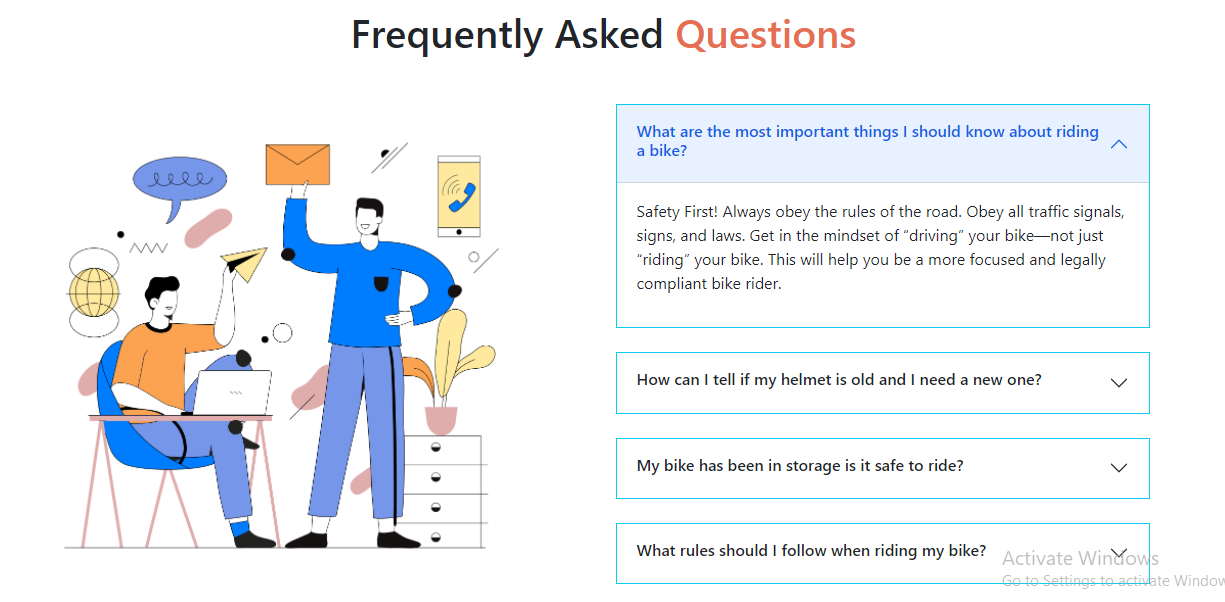 Frequently Asked Questions
What are the most important things I should know about riding
a bike?
Safety First! Always obey the rules of the road. Obey all traffic signals,
signs, and laws. Get in the mindset of “driving” your bike—not just
“riding” your bike. This will help you be a more focused and legally
compliant bike rider.
How can I tell if my helmet is old and I need a new one?
My bike has been in storage is it safe to ride?
What rules should I follow when riding my bike?
Activate Windows
Go to Settings to activate Window